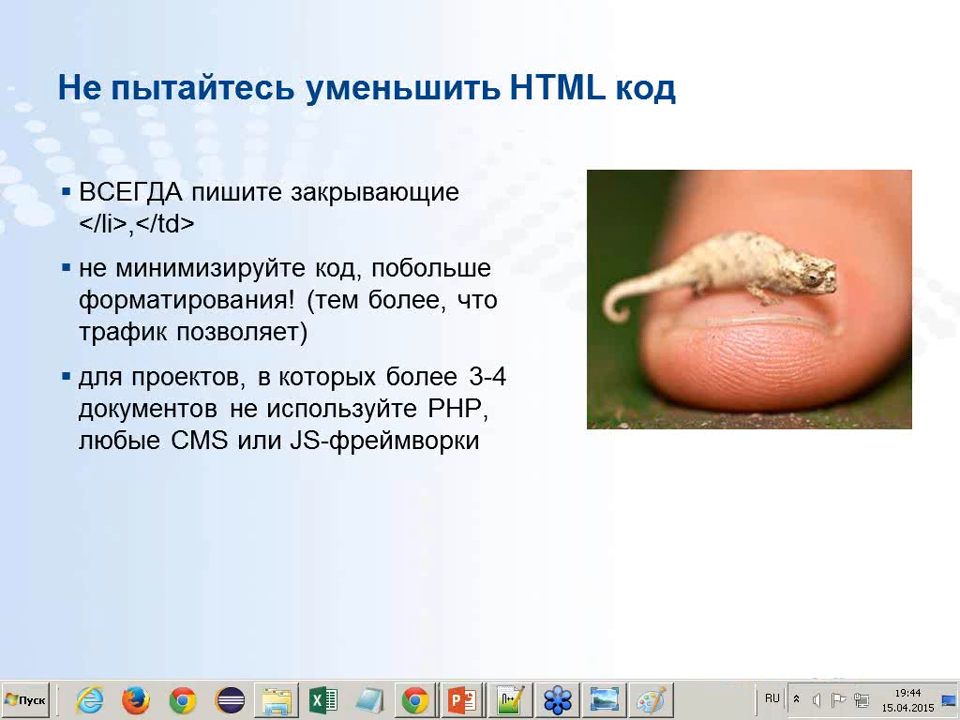 Не пытайтесь уменьшить HTML код
ВСЕГДА пишите закрывающие
</li>,</td>
не минимизируйте код, побольше
форматирования! (тем более, что
трафик позволяет)
для проектов, в которых более 3-4
документов не используйте PHP,
любые CMS или JS-фреймворки
Пуск
RU
19:44
15.04.2015